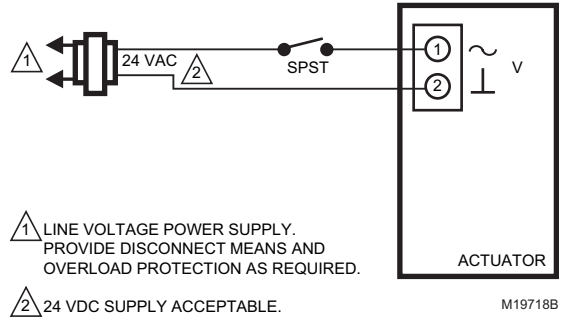 1
24 VAC
2
SPST
1
V
2
1 LINE VOLTAGE POWER SUPPLY.
PROVIDE DISCONNECT MEANS AND
OVERLOAD PROTECTION AS REQUIRED.
ACTUATOR
2 24 VDC SUPPLY ACCEPTABLE.
M19718B